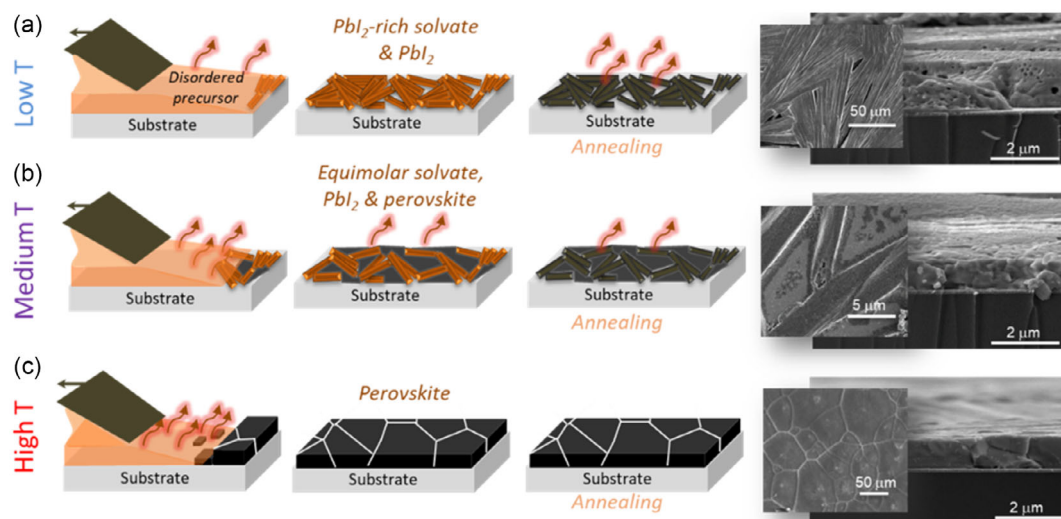 (a)
Low T
Disordered
precursor
Substrate
PbI₂-rich solvate
& PbI₂
Substrate
Substrate
Annealing
50 μm
2 μm
(b)
Medium T
Substrate
Equimolar solvate,
PbI₂ & perovskite
Substrate
Substrate
Annealing
5 μm
2 μm
(c)
High T
Substrate
Perovskite
Substrate
Substrate
Annealing
50 μm
2 μm